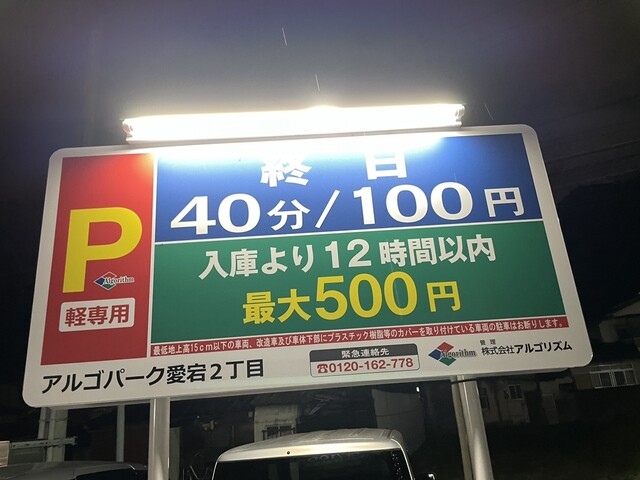 終日
40分/100円
入庫より12時間以内
最大500円
P
Algorithm
軽専用
最低地上高15cm以下の車両、改造車及び車体下部にプラスチック樹脂等のカバーを取り付けている車両の駐車はお断りします。
アルゴパーク愛宕2丁目
緊急連絡先
☎0120-162-778
Algorithm
管理
株式会社アルゴリズム